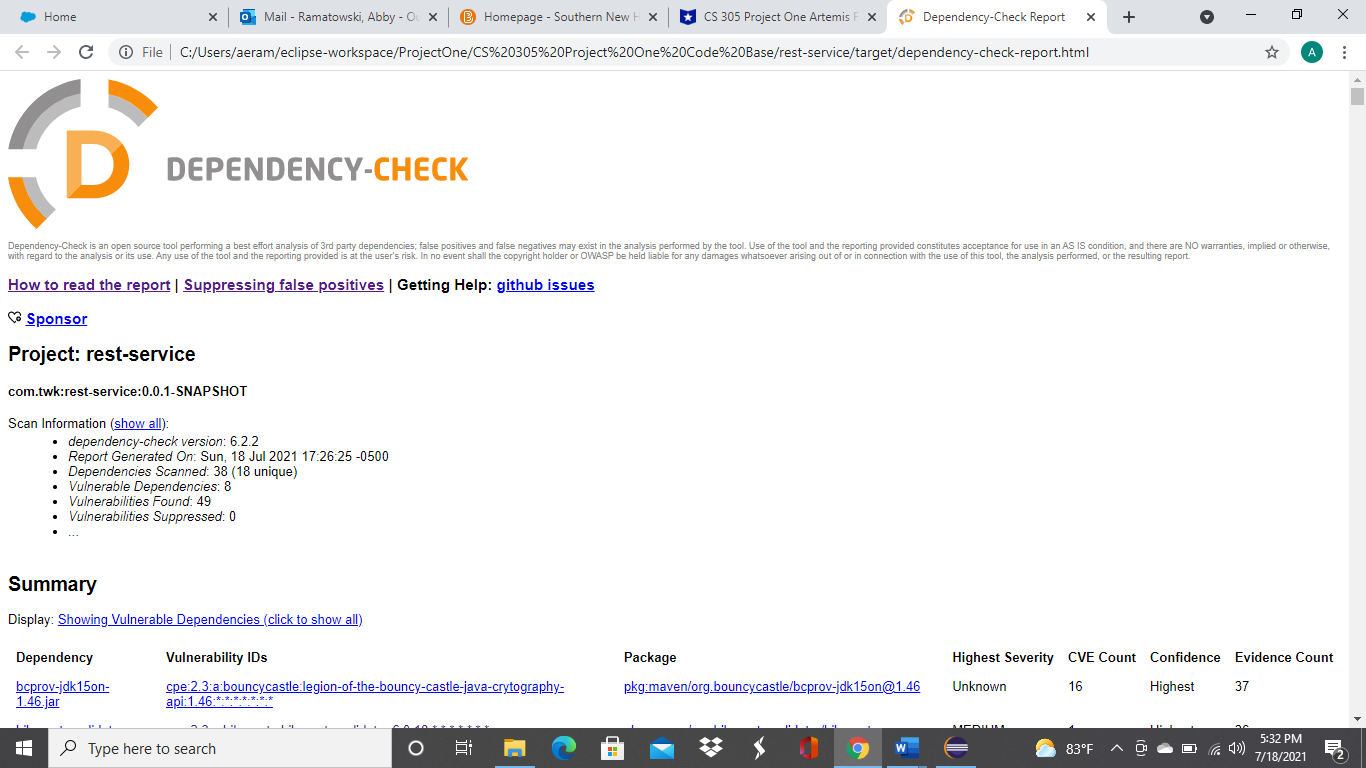 Home
Mail - Ramatowski, Abby - Ou
Homepage - Southern New H
CS 305 Project One Artemis F
Dependency-Check Report
File
C:/Users/aeram/eclipse-workspace/ProjectOne/CS%20305%20Project%20One%20Code%20Base/rest-service/target/dependency-check-report.html
A
DEPENDENCY-CHECK
Dependency-Check is an open source tool performing a best effort analysis of 3rd party dependencies; false positives and false negatives may exist in the analysis performed by the tool. Use of the tool and the reporting provided constitutes acceptance for use in an AS IS condition, and there are NO warranties, implied or otherwise,
with regard to the analysis or its use. Any use of the tool and the reporting provided is at the user's risk. In no event shall the copyright holder or OWASP be held liable for any damages whatsoever arising out of or in connection with the use of this tool, the analysis performed, or the resulting report.
How to read the report | Suppressing false positives | Getting Help: github issues
Sponsor
Project: rest-service
com.twk:rest-service:0.0.1-SNAPSHOT
Scan Information (show all):
dependency-check version: 6.2.2
Report Generated On: Sun, 18 Jul 2021 17:26:25 -0500
Dependencies Scanned: 38 (18 unique)
Vulnerable Dependencies: 8
Vulnerabilities Found: 49
Vulnerabilities Suppressed: 0
...
Summary
Display: Showing Vulnerable Dependencies (click to show all)
Dependency Vulnerability IDs Package Highest Severity CVE Count Confidence Evidence Count
bcprov-jdk15on- cpe:2.3:a:bouncycastle:legion-of-the-bouncy-castle-java-crytography- pkg:maven/org.bouncycastle/bcprov-jdk15on@1.46 Unknown 16 Highest 37
1.46.jar api:1.46:*:*:*:*:*:*:*
Type here to search
83°F
5:32 PM
7/18/2021
2